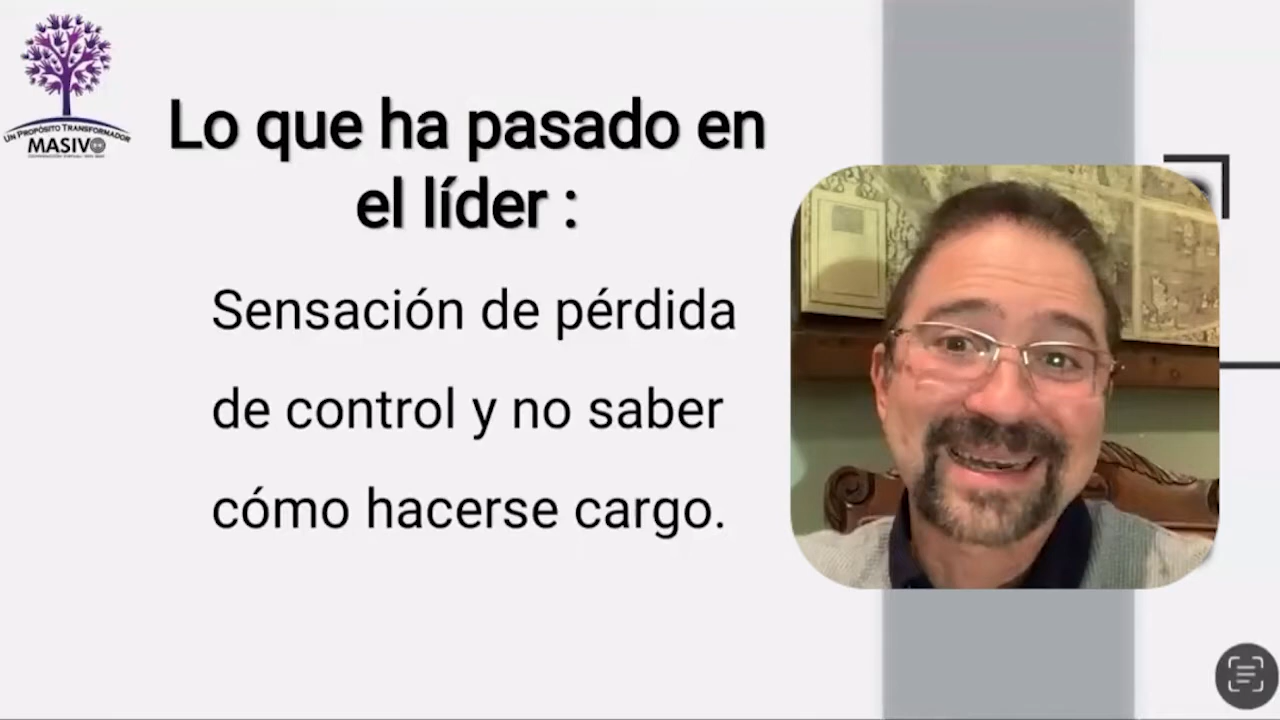 UN PROPÓSITO TRANSFORMADOR
MASIVO
Lo que ha pasado en
el líder :
Sensación de pérdida
de control y no saber
cómo hacerse cargo.